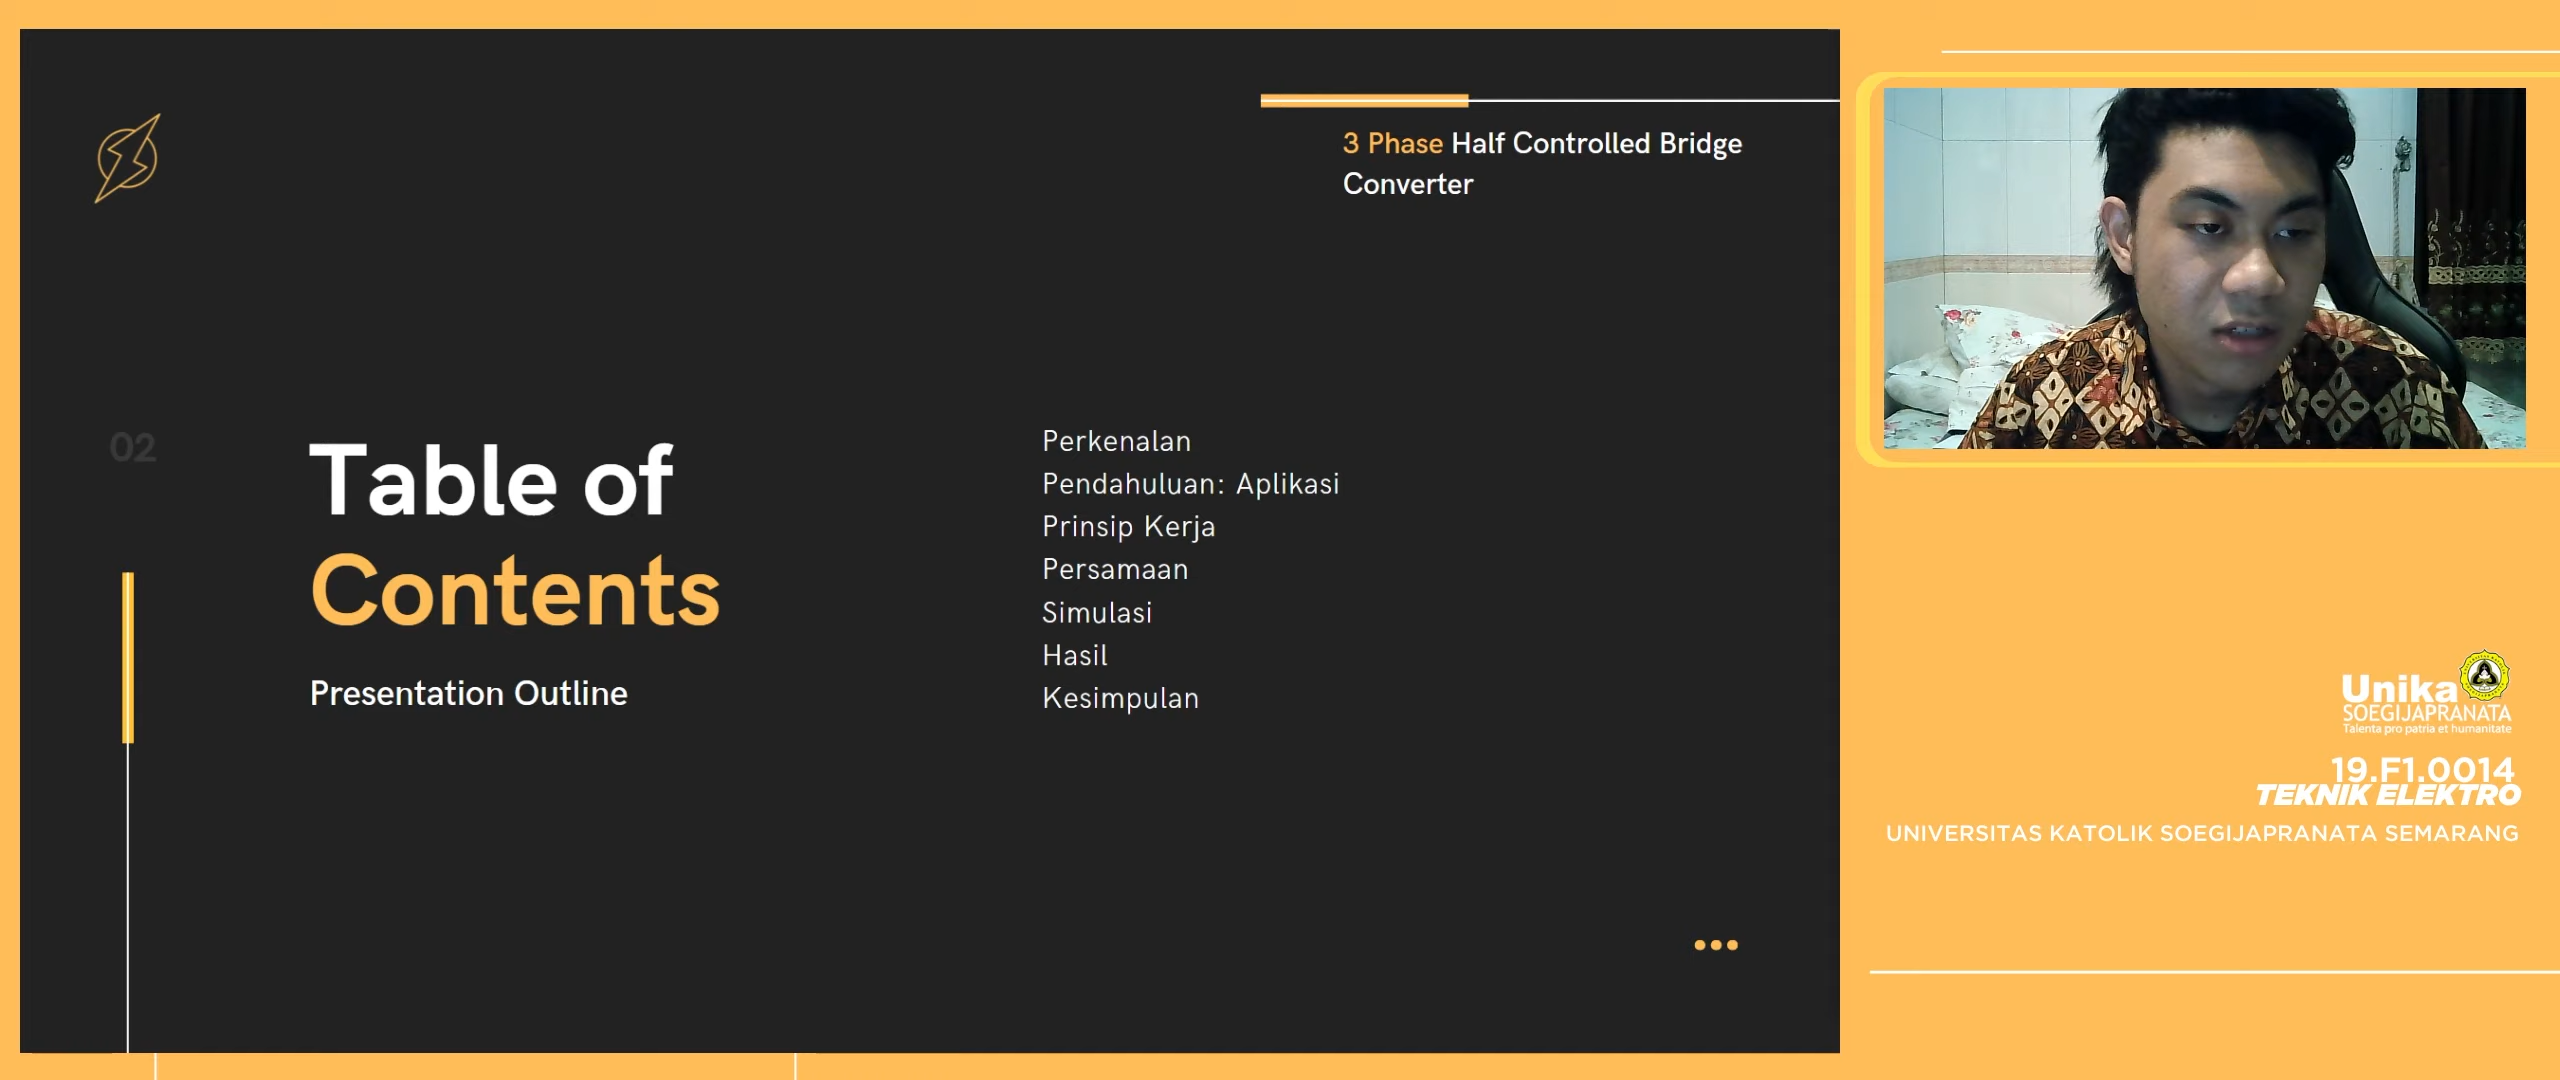 3 Phase Half Controlled Bridge
Converter
02
Table of
Contents
Presentation Outline
Perkenalan
Pendahuluan: Aplikasi
Prinsip Kerja
Persamaan
Simulasi
Hasil
Kesimpulan
Unika
SOEGIJAPRANATA
Talenta pro patria et humanitate
19.F1.0014
TEKNIK ELEKTRO
UNIVERSITAS KATOLIK SOEGIJAPRANATA SEMARANG